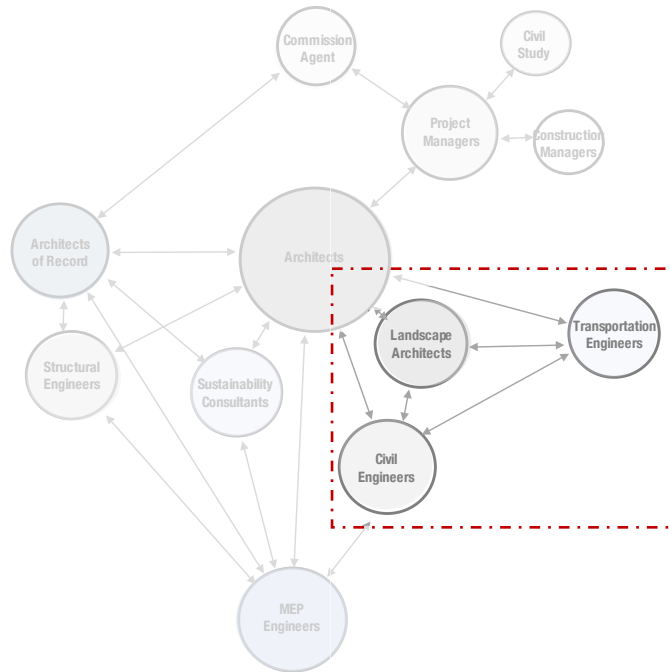 Commission
Agent
Civil
Study
Project
Managers
Construction
Managers
Architects
of Record
Architects
Landscape
Architects
Transportation
Engineers
Structural
Engineers
Sustainability
Consultants
Civil
Engineers
MEP
Engineers